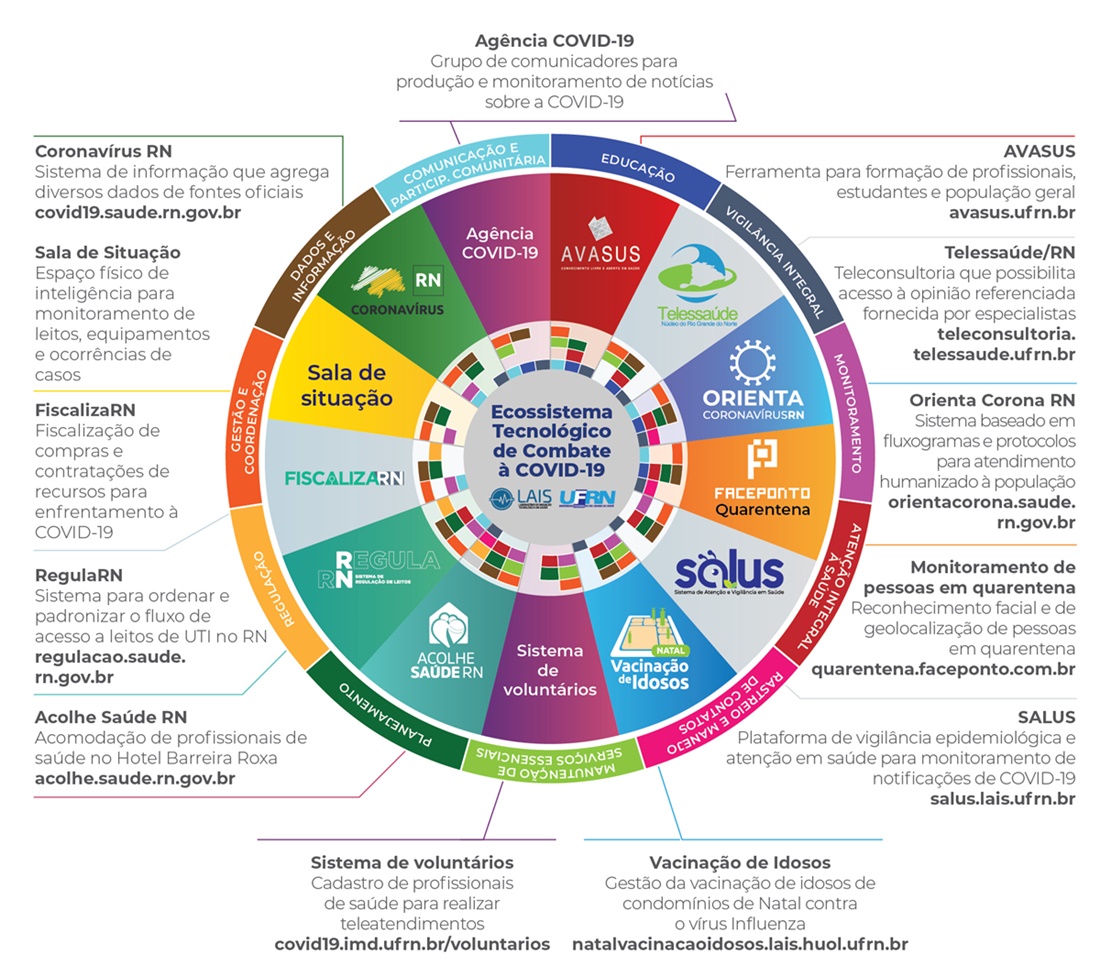 Agência COVID-19
Grupo de comunicadores para
produção e monitoramento de notícias
sobre a COVID-19
Coronavírus RN
Sistema de informação que agrega
diversos dados de fontes oficiais
covid19.saude.rn.gov.br
Sala de Situação
Espaço físico de
inteligência para
monitoramento de
leitos, equipamentos
e ocorrências de
casos
FiscalizaRN
Fiscalização de
compras e
contratações de
recursos para
enfrentamento à
COVID-19
RegulaRN
Sistema para ordenar e
padronizar o fluxo de
acesso a leitos de UTI no RN
regulacao.saude.
rn.gov.br
Acolhe Saúde RN
Acomodação de profissionais de
saúde no Hotel Barreira Roxa
acolhe.saude.rn.gov.br
COMUNICAÇÃO E
PARTICIP. COMUNITÁRIA
EDUCAÇÃO
VIGILÂNCIA INTEGRAL
MONITORAMENTO
ATENÇÃO INTEGRAL
À SAÚDE
RASTREIO E MANEJO
DE CONTATOS
MANUTENÇÃO DE
SERVIÇOS ESSENCIAIS
PLANEJAMENTO
REGULAÇÃO
GESTÃO E
COORDENAÇÃO
DADOS E
INFORMAÇÃO
Agência
COVID-19
AVASUS
CONHECIMENTO LIVRE E ABERTO EM SAÚDE
Telessaúde
Núcleo do Rio Grande do Norte
ORIENTA
CORONAVÍRUSRN
FACEPONTO
Quarentena
salus
Sistema de Atenção e Vigilância em Saúde
NATAL
Vacinação
de Idosos
Sistema
de
voluntários
ACOLHE
SAÚDE RN
REGULA
RN
SISTEMA DE
REGULAÇÃO DE LEITOS
FISCALIZARN
Sala de
situação
RN
CORONAVÍRUS
Ecossistema
Tecnológico
de Combate
à COVID-19
LAIS
UFRN
AVASUS
Ferramenta para formação de profissionais,
estudantes e população geral
avasus.ufrn.br
Telessaúde/RN
Teleconsultoria que possibilita
acesso à opinião referenciada
fornecida por especialistas
teleconsultoria.
telessaude.ufrn.br
Orienta Corona RN
Sistema baseado em
fluxogramas e protocolos
para atendimento
humanizado à população
orientacorona.saude.
rn.gov.br
Monitoramento de
pessoas em quarentena
Reconhecimento facial e de
geolocalização de pessoas
em quarentena
quarentena.faceponto.com.br
SALUS
Plataforma de vigilância epidemiológica e
atenção em saúde para monitoramento de
notificações de COVID-19
salus.lais.ufrn.br
Sistema de voluntários
Cadastro de profissionais
de saúde para realizar
teleatendimentos
covid19.imd.ufrn.br/voluntarios
Vacinação de Idosos
Gestão da vacinação de idosos de
condomínios de Natal contra
o vírus Influenza
natalvacinacaoidosos.lais.huol.ufrn.br